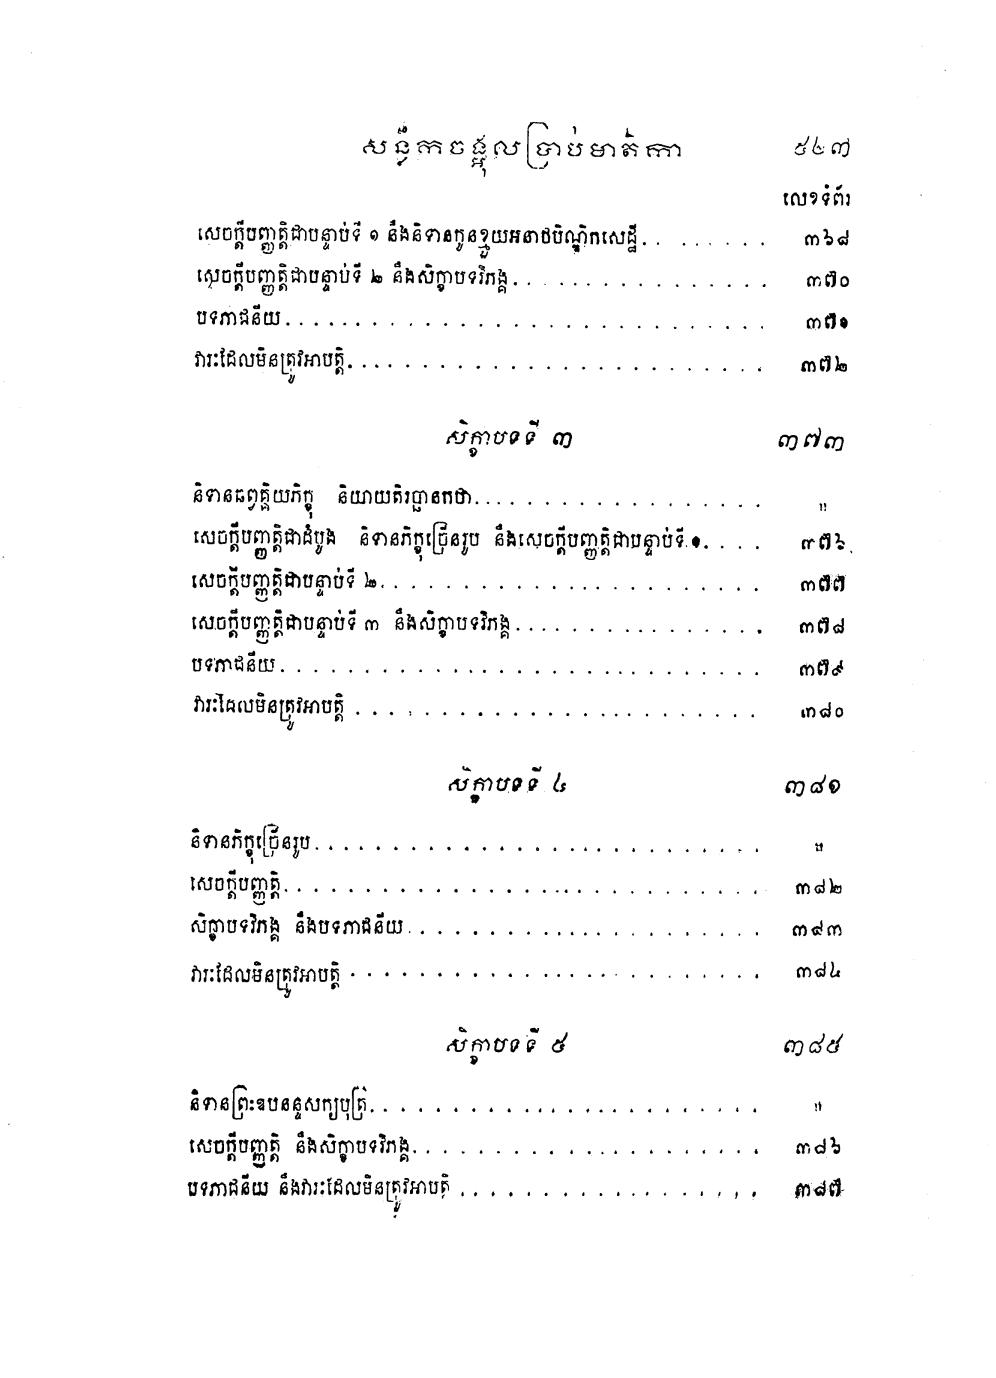 សន្លឹកចង្អុលប្រាប់មាតិកា ៥៤៧
លេខទំព័រ
សេចក្តីបញ្ញត្តិជាបន្ទាប់ទី ១ នឹងនិទានកូនខ្មួយអនាថបិណ្ឌិកសេដ្ឋី. . . . . . . . ៣៦៨
សេចក្តីបញ្ញត្តិជាបន្ទាប់ទី ២ នឹងសិក្ខាបទវិភង្គ. . . . . . . . . . . . . . . ៣៧០
បទភាជនីយ. . . . . . . . . . . . . . . . . . . . . . . . . . ៣៧១
វារៈដែលមិនត្រូវអាបត្តិ. . . . . . . . . . . . . . . . . . . . . . . ៣៧២
សិក្ខាបទទី ៣ ៣៧៣
និទានឆព្វគ្គិយភិក្ខុ និយាយតិរច្ឆានកថា. . . . . . . . . . . . . . . . "
សេចក្តីបញ្ញត្តិជាដំបូង និទានភិក្ខុច្រើនរូប នឹងសេចក្តីបញ្ញត្តិជាបន្ទាប់ទី ១. . . . ៣៧៦
សេចក្តីបញ្ញត្តិជាបន្ទាប់ទី ២. . . . . . . . . . . . . . . . . . . . . ៣៧៧
សេចក្តីបញ្ញត្តិជាបន្ទាប់ទី ៣ នឹងសិក្ខាបទវិភង្គ. . . . . . . . . . . . . . . ៣៧៨
បទភាជនីយ. . . . . . . . . . . . . . . . . . . . . . . . . . ៣៧៩
វារៈដែលមិនត្រូវអាបត្តិ . . . . . . . . . . . . . . . . . . . . . . ៣៨០
សិក្ខាបទទី ៤ ៣៨១
និទានភិក្ខុច្រើនរូប. . . . . . . . . . . . . . . . . . . . . . . . . "
សេចក្តីបញ្ញត្តិ. . . . . . . . . . . . . . . . . . . . . . . . . . ៣៨២
សិក្ខាបទវិភង្គ នឹងបទភាជនីយ. . . . . . . . . . . . . . . . . . . . ៣៩៣
វារៈដែលមិនត្រូវអាបត្តិ . . . . . . . . . . . . . . . . . . . . . . ៣៨៤
សិក្ខាបទទី ៥ ៣៨៥
និទានព្រះឧបនន្ទសក្យបុត្រ. . . . . . . . . . . . . . . . . . . . . . "
សេចក្តីបញ្ញត្តិ នឹងសិក្ខាបទវិភង្គ. . . . . . . . . . . . . . . . . . . . ៣៨៦
បទភាជនីយ នឹងវារៈដែលមិនត្រូវអាបត្តិ . . . . . . . . . . . . . . . . ៣៨៧